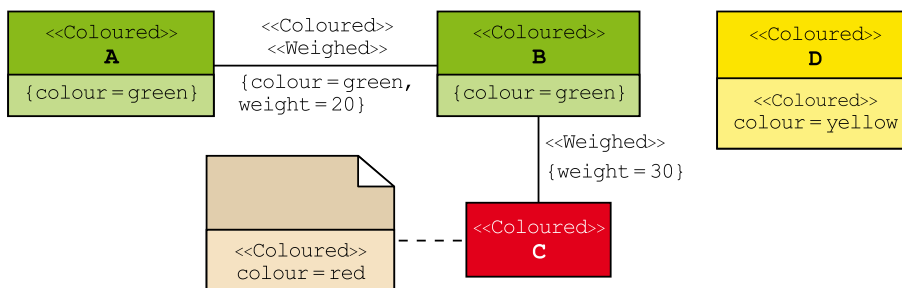 <<Coloured>>
A
{colour=green}
<<Coloured>>
<<Weighed>>
{colour=green,
weight=20}
<<Coloured>>
B
{colour=green}
<<Coloured>>
D
<<Coloured>>
colour=yellow
<<Weighed>>
{weight=30}
<<Coloured>>
colour=red
<<Coloured>>
C